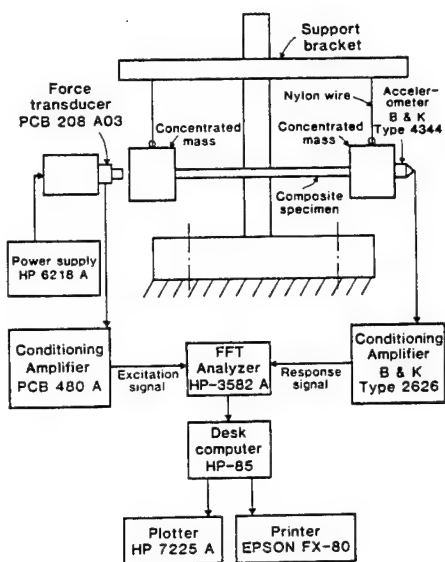 Support
bracket
Force
transducer
PCB 208 A03
Acceler-
ometer
B & K
Type 4344
Nylon wire
Concentrated
mass
Concentrated
mass
Composite
specimen
Power supply
HP 6218 A
Conditioning
Amplifier
PCB 480 A
Excitation
signal
FFT
Analyzer
HP-3582 A
Response
signal
Conditioning
Amplifier
B & K
Type 2626
Desk
computer
HP-85
Plotter
HP 7225 A
Printer
EPSON FX-80